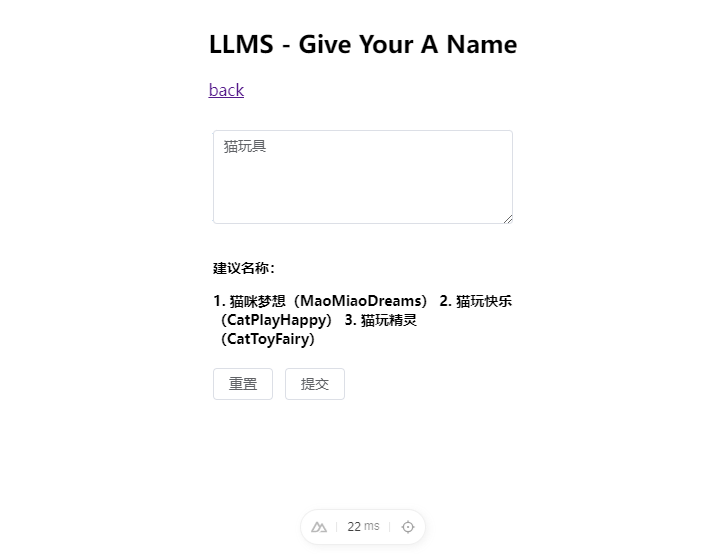 LLMS - Give Your A Name
back
猫玩具
建议名称：
1. 猫咪梦想（MaoMiaoDreams） 2. 猫玩快乐
（CatPlayHappy） 3. 猫玩精灵
（CatToyFairy）
重置 提交
22 ms